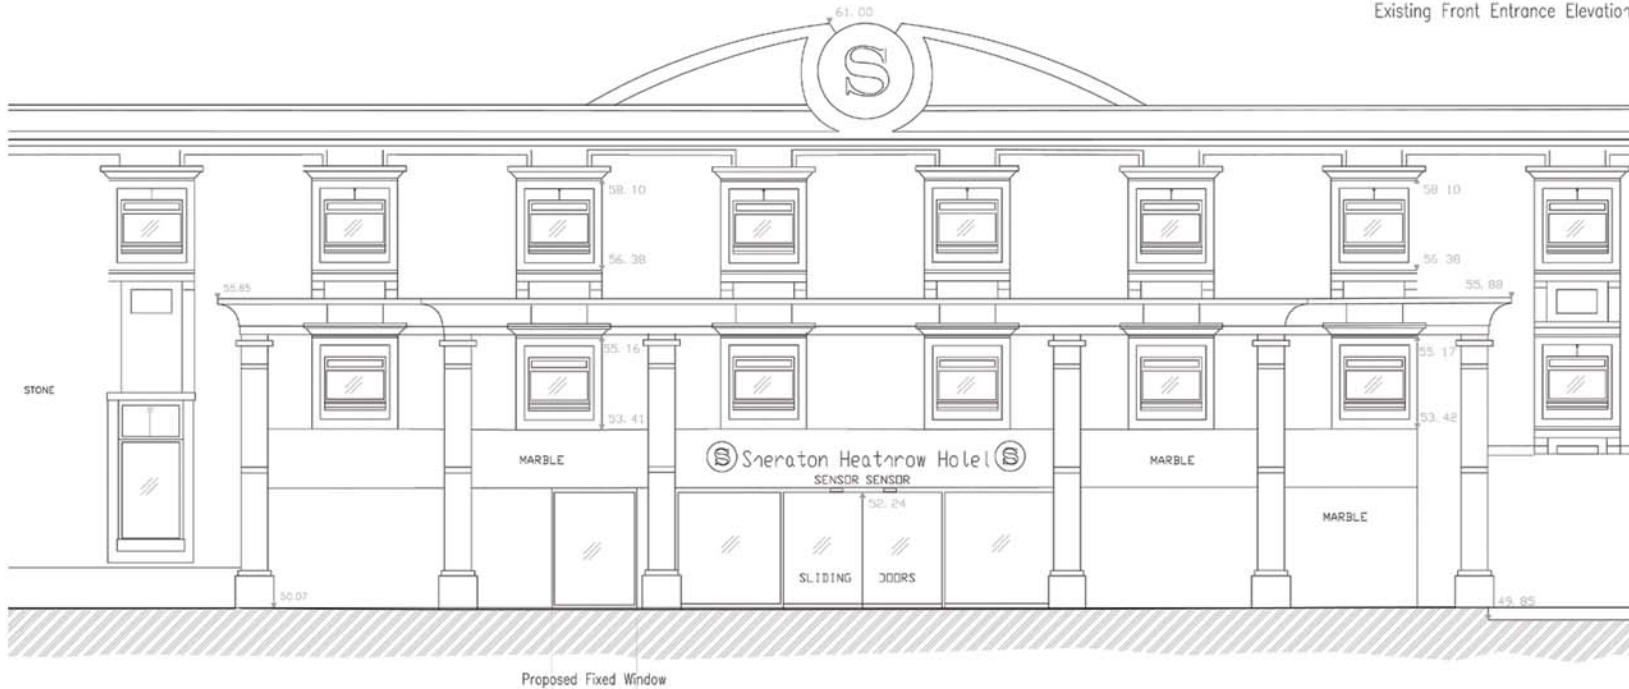 61.00
Existing Front Entrance Elevation
S
58.10
58.10
56.38
56.38
55.85
55.88
55.16
55.17
STONE
53.41
53.42
MARBLE
S Sheraton Heathrow Hotel S
MARBLE
SENSOR SENSOR
52.24
MARBLE
SLIDING DOORS
50.07
49.85
Proposed Fixed Window